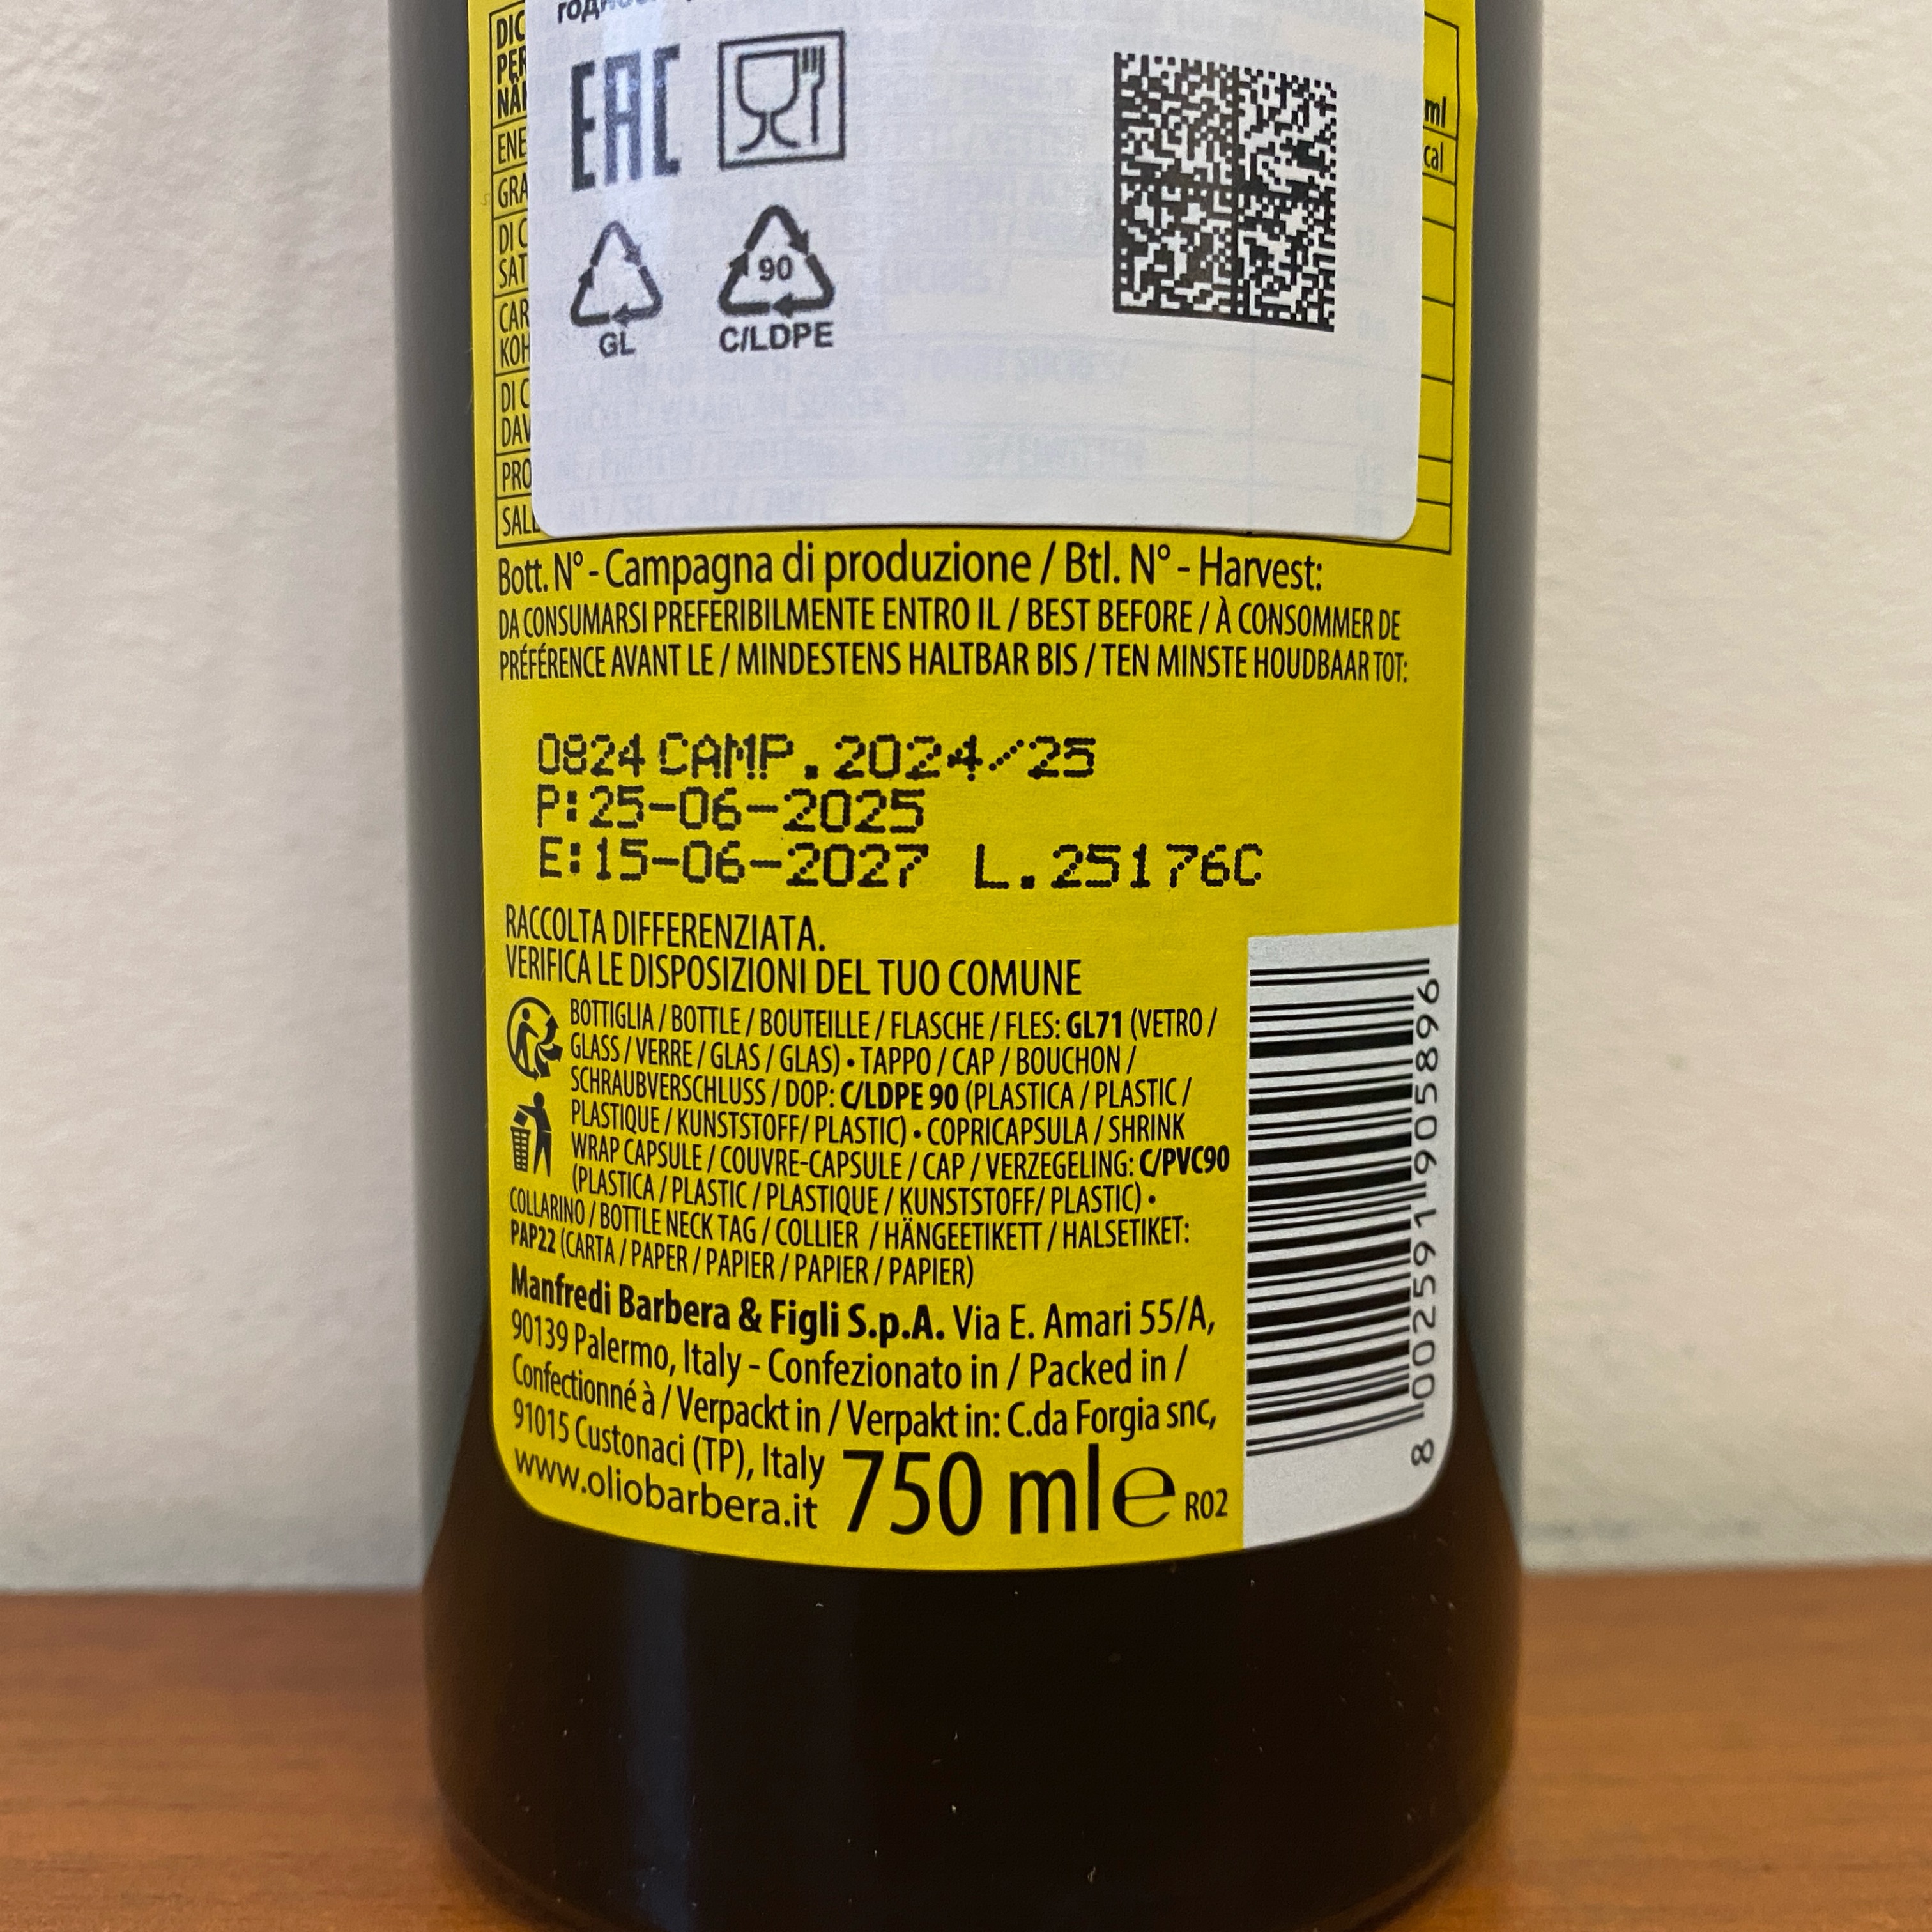 EAC
GL
90
C/LDPE
ml
Bott. N° - Campagna di produzione / Btl. N° - Harvest:
DA CONSUMARSI PREFERIBILMENTE ENTRO IL / BEST BEFORE / À CONSOMMER DE
PRÉFÉRENCE AVANT LE / MINDESTENS HALTBAR BIS / TEN MINSTE HOUDBAAR TOT:
0824 CAMP.2024/25
P:25-06-2025
E:15-06-2027 L.25176C
RACCOLTA DIFFERENZIATA.
VERIFICA LE DISPOSIZIONI DEL TUO COMUNE
BOTTIGLIA / BOTTLE / BOUTEILLE / FLASCHE / FLES: GL71 (VETRO /
GLASS / VERRE / GLAS / GLAS) • TAPPO / CAP / BOUCHON /
SCHRAUBVERSCHLUSS / DOP: C/LDPE 90 (PLASTICA / PLASTIC /
PLASTIQUE / KUNSTSTOFF/ PLASTIC) • COPRICAPSULA / SHRINK
WRAP CAPSULE / COUVRE-CAPSULE / CAP / VERZEGELING: C/PVC90
(PLASTICA / PLASTIC / PLASTIQUE / KUNSTSTOFF/ PLASTIC) •
COLLARINO / BOTTLE NECK TAG / COLLIER / HÄNGEETIKETT / HALSETIKET:
PAP22 (CARTA / PAPER / PAPIER / PAPIER / PAPIER)
Manfredi Barbera & Figli S.p.A. Via E. Amari 55/A,
90139 Palermo, Italy - Confezionato in / Packed in /
Confectionné à / Verpackt in / Verpakt in: C.da Forgia snc,
91015 Custonaci (TP), Italy
www.oliobarbera.it
750 ml e R02
8 002591 905896